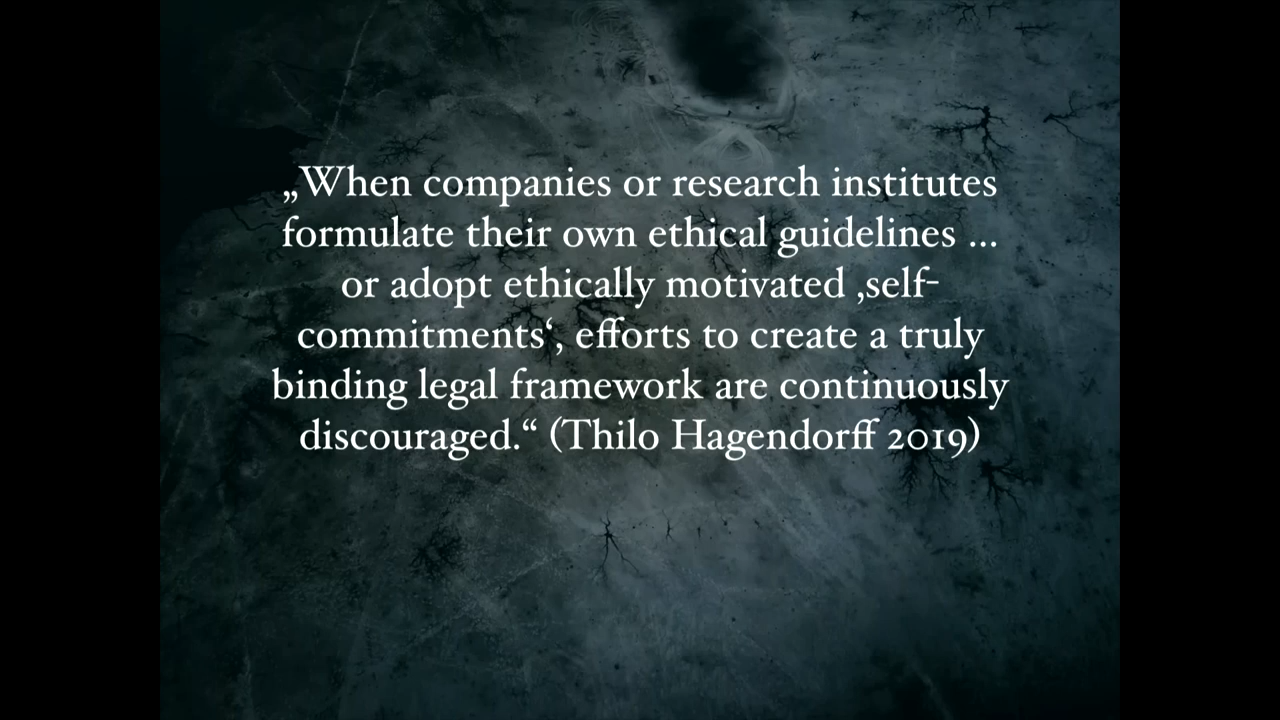 „When companies or research institutes
formulate their own ethical guidelines ...
or adopt ethically motivated ‚self-
commitments‘, efforts to create a truly
binding legal framework are continuously
discouraged.“ (Thilo Hagendorff 2019)